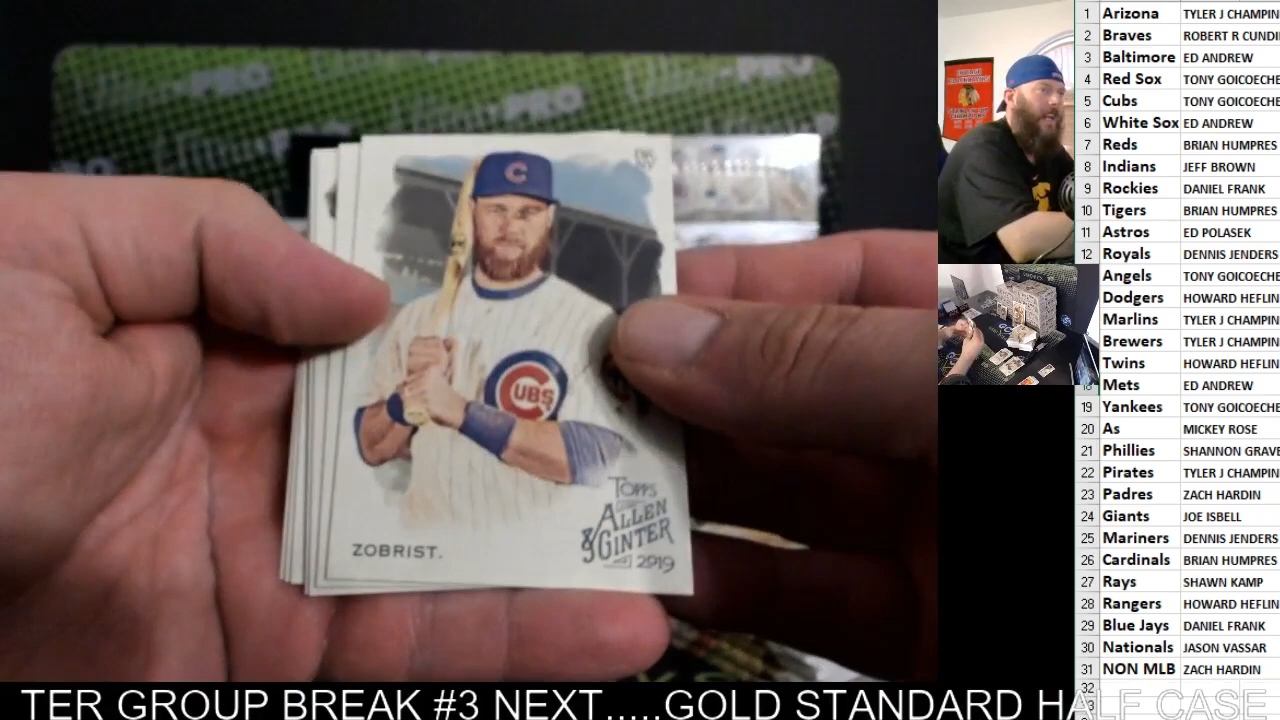 PRO
C
CUBS
TOPPS
ALLEN
& GINTER
2019
ZOBRIST.
1 Arizona TYLER J CHAMPIN
2 Braves ROBERT R CUNDI
3 Baltimore ED ANDREW
4 Red Sox TONY GOICOECHE
5 Cubs TONY GOICOECHE
6 White Sox ED ANDREW
7 Reds BRIAN HUMPRES
8 Indians JEFF BROWN
9 Rockies DANIEL FRANK
10 Tigers BRIAN HUMPRES
11 Astros ED POLASEK
12 Royals DENNIS JENDERS
Angels TONY GOICOECHE
Dodgers HOWARD HEFLIN
Marlins TYLER J CHAMPIN
Brewers TYLER J CHAMPIN
Twins HOWARD HEFLIN
18 Mets ED ANDREW
19 Yankees TONY GOICOECHE
20 As MICKEY ROSE
21 Phillies SHANNON GRAVE
22 Pirates TYLER J CHAMPIN
23 Padres ZACH HARDIN
24 Giants JOE ISBELL
25 Mariners DENNIS JENDERS
26 Cardinals BRIAN HUMPRES
27 Rays SHAWN KAMP
28 Rangers HOWARD HEFLIN
29 Blue Jays DANIEL FRANK
30 Nationals JASON VASSAR
31 NON MLB ZACH HARDIN
32
TER GROUP BREAK #3 NEXT.....GOLD STANDARD HALF CASE